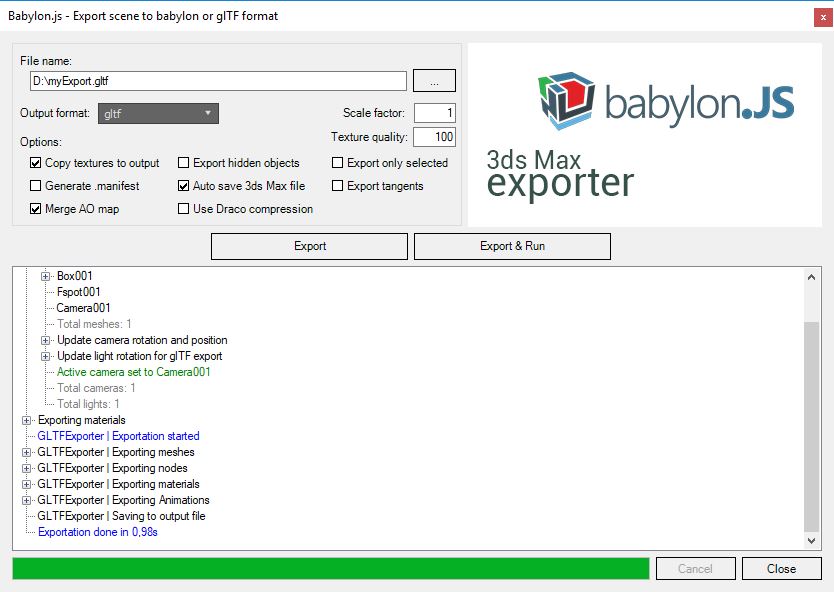 Babylon.js - Export scene to babylon or glTF format
x
File name:
D:\myExport.gltf
...
Output format:
gltf
Scale factor:
1
Texture quality:
100
Options:
Copy textures to output
Export hidden objects
Export only selected
Generate .manifest
Auto save 3ds Max file
Export tangents
Merge AO map
Use Draco compression
babylon.JS
3ds Max
exporter
Export
Export & Run
Box001
Fspot001
Camera001
Total meshes: 1
Update camera rotation and position
Update light rotation for glTF export
Active camera set to Camera001
Total cameras: 1
Total lights: 1
Exporting materials
GLTFExporter | Exportation started
GLTFExporter | Exporting meshes
GLTFExporter | Exporting nodes
GLTFExporter | Exporting materials
GLTFExporter | Exporting Animations
GLTFExporter | Saving to output file
Exportation done in 0,98s
Cancel
Close